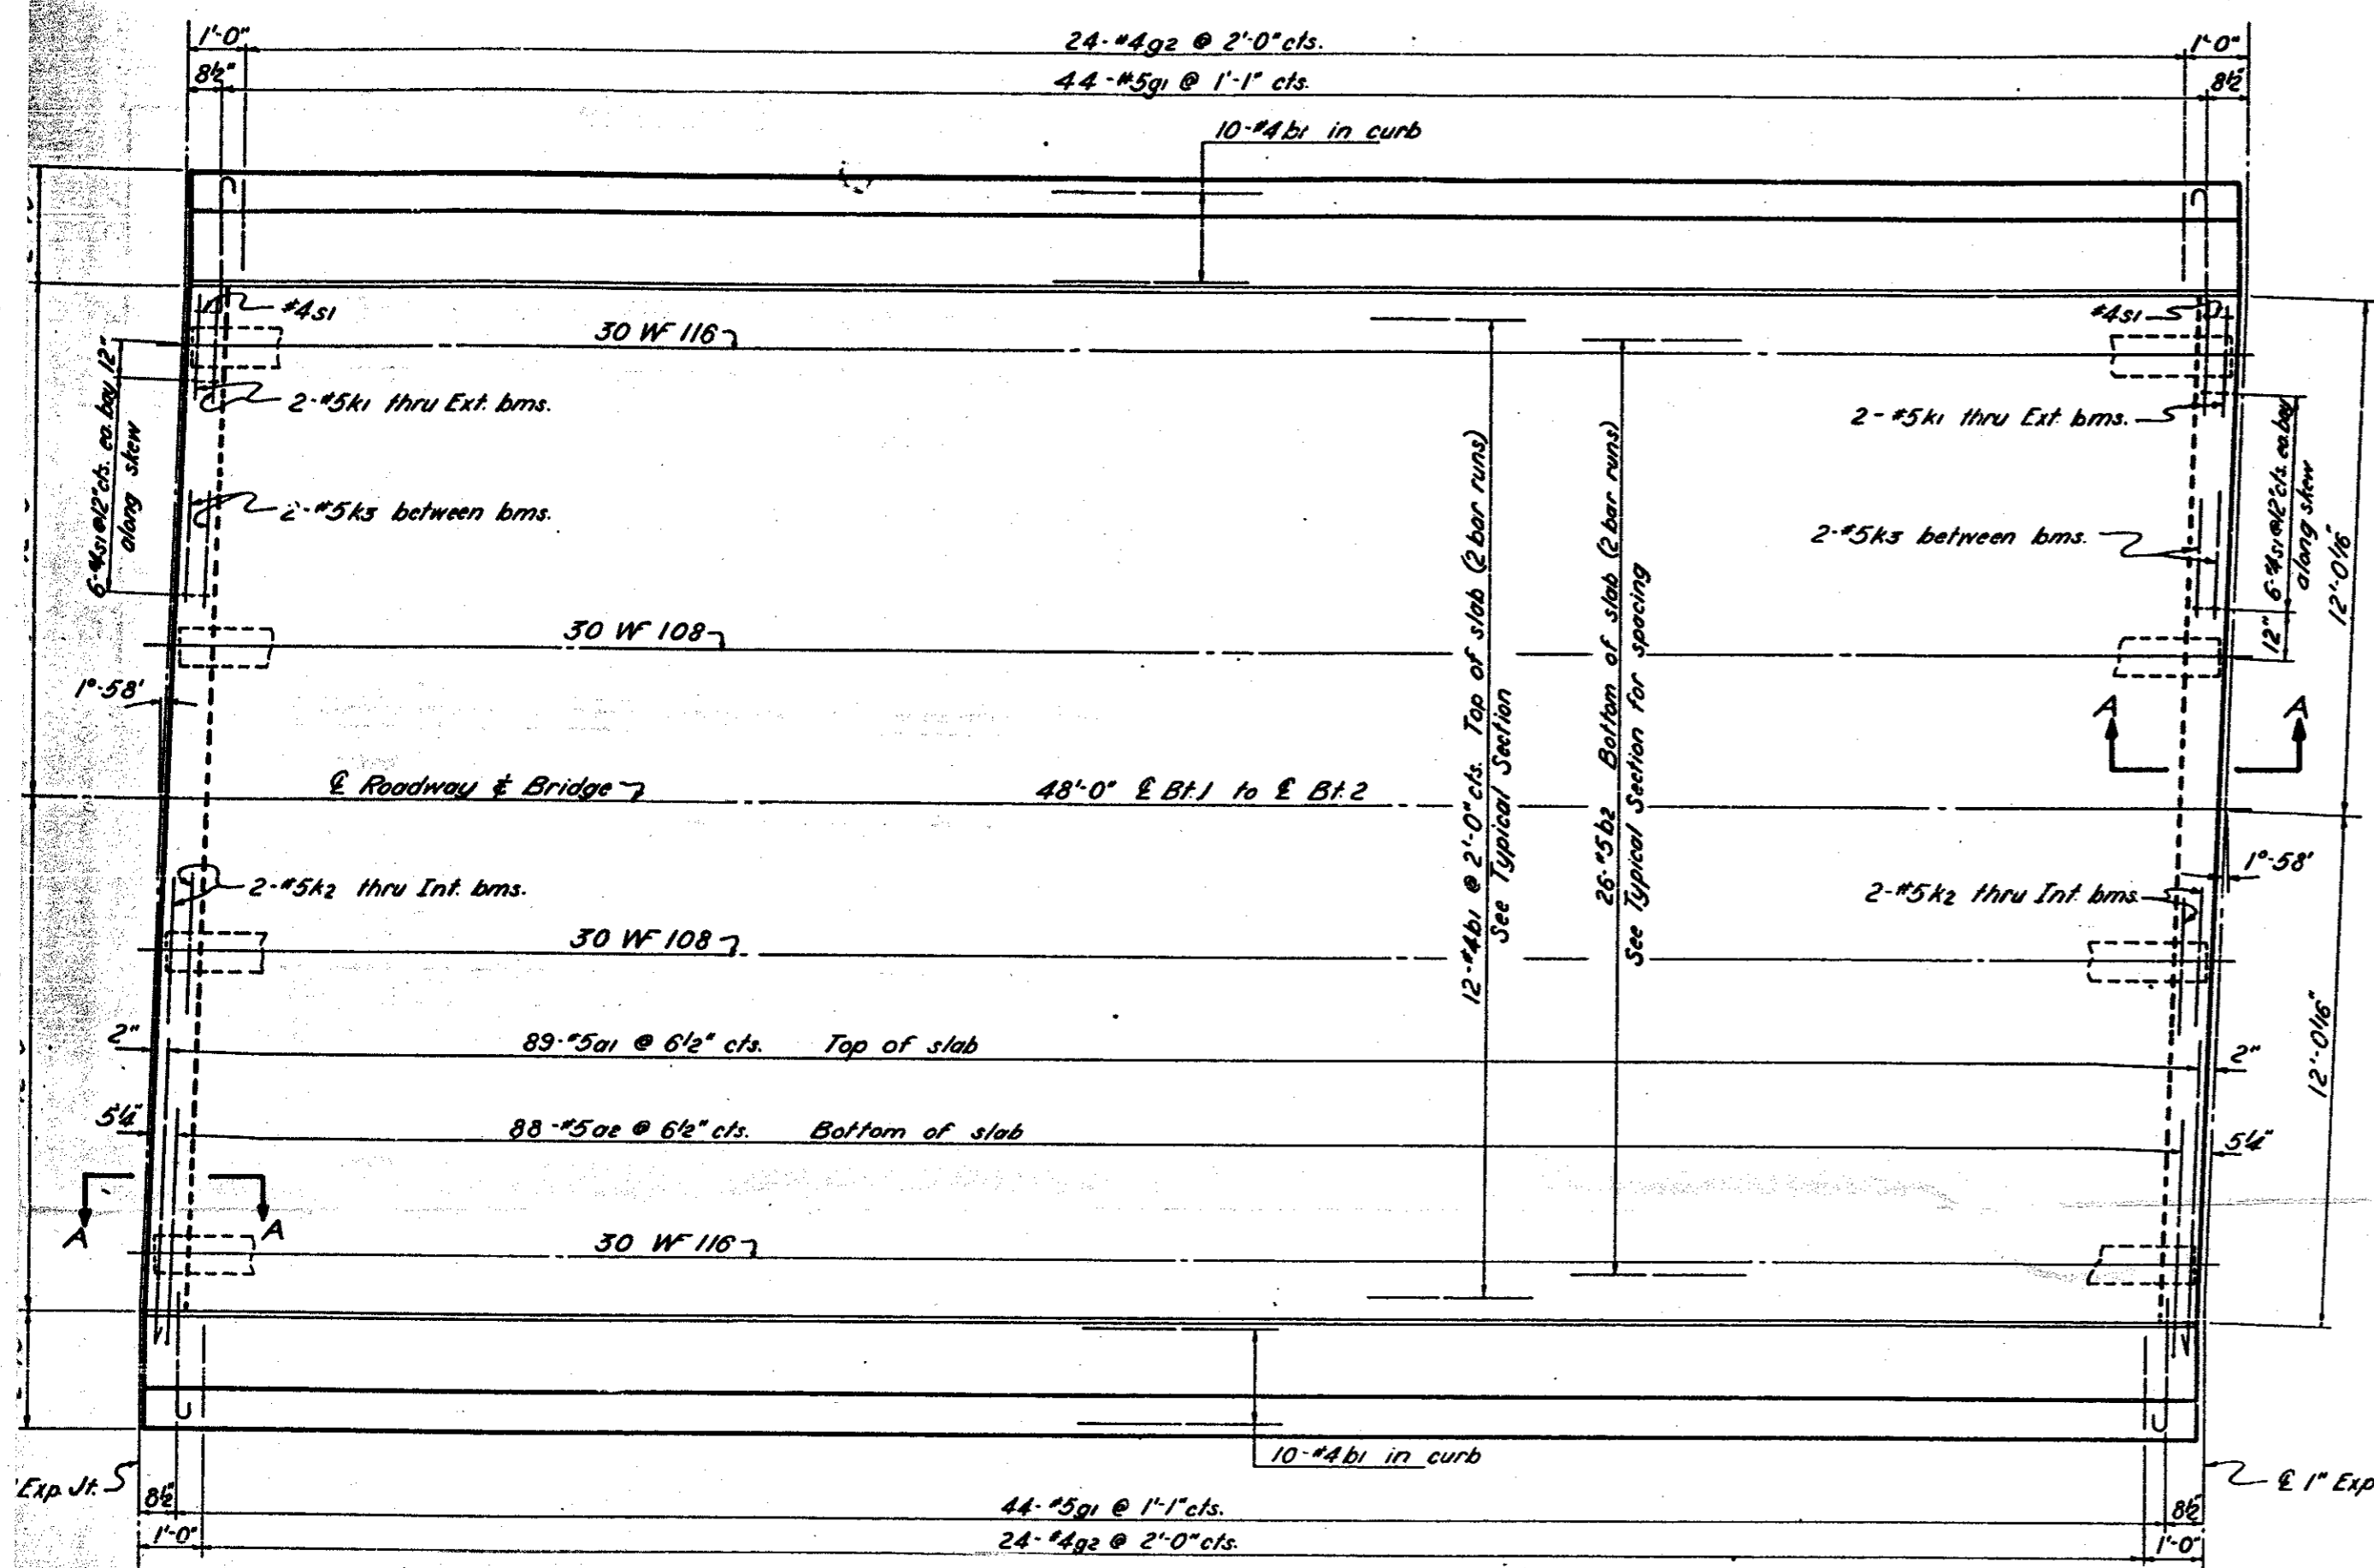 1'-0"
24-#4g2 @ 2'-0" cts.
1'-0"
8½"
44-#5g1 @ 1'-1" cts.
8½"
10-#4b1 in curb
#4s1
#4s1
30 WF 116
12"
6-#4s1@12"cts. ea. bay
along skew
2-#5k1 thru Ext. bms.
2-#5k1 thru Ext. bms.
2-#5k3 between bms.
2-#5k3 between bms.
6-#4s1@12"cts. ea. bay
along skew
12"
12'-0 1/16"
30 WF 108
1°-58'
12-#4b1 @ 2'-0" cts. Top of slab (2 bar runs)
See Typical Section
26-#5b2 Bottom of slab (2 bar runs)
See Typical Section for spacing
A
A
℄ Roadway & Bridge
48'-0" ℄ Bt.1 to ℄ Bt.2
1°-58'
2-#5k2 thru Int. bms.
2-#5k2 thru Int. bms.
30 WF 108
2"
89-#5a1 @ 6½" cts. Top of slab
2"
12'-0 1/16"
5¼"
88-#5a2 @ 6½" cts. Bottom of slab
5¼"
A
A
30 WF 116
10-#4b1 in curb
Exp. Jt.
℄ 1" Exp
8½"
44-#5g1 @ 1'-1" cts.
8½"
1'-0"
24-#4g2 @ 2'-0" cts.
1'-0"